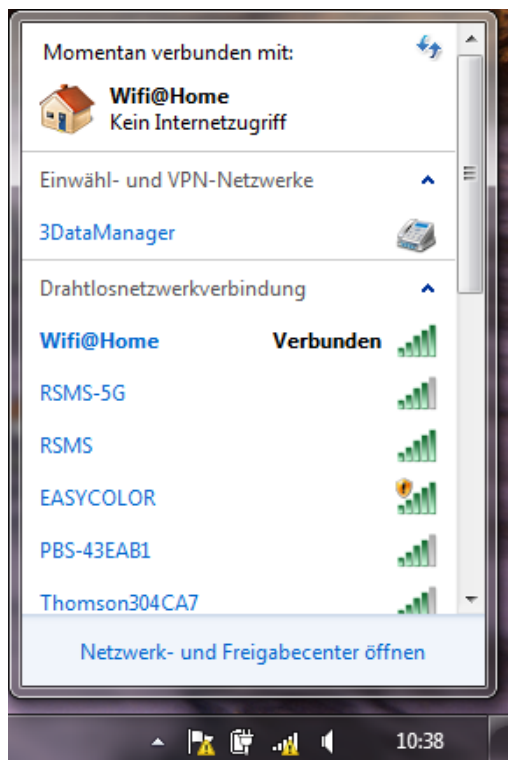 Momentan verbunden mit:
Wifi@Home
Kein Internetzugriff
Einwähl- und VPN-Netzwerke
3DataManager
Drahtlosnetzwerkverbindung
Wifi@Home Verbunden
RSMS-5G
RSMS
EASYCOLOR
PBS-43EAB1
Thomson304CA7
Netzwerk- und Freigabecenter öffnen
10:38